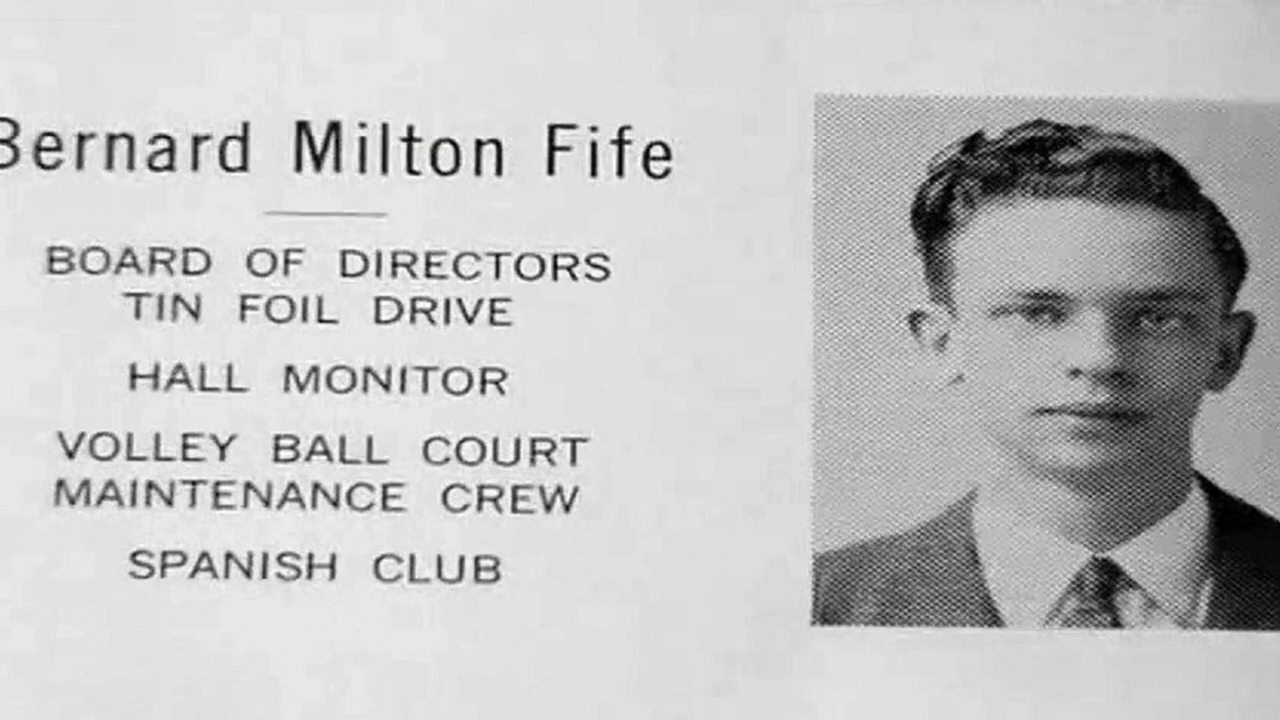 Bernard Milton Fife
BOARD OF DIRECTORS
TIN FOIL DRIVE
HALL MONITOR
VOLLEY BALL COURT
MAINTENANCE CREW
SPANISH CLUB